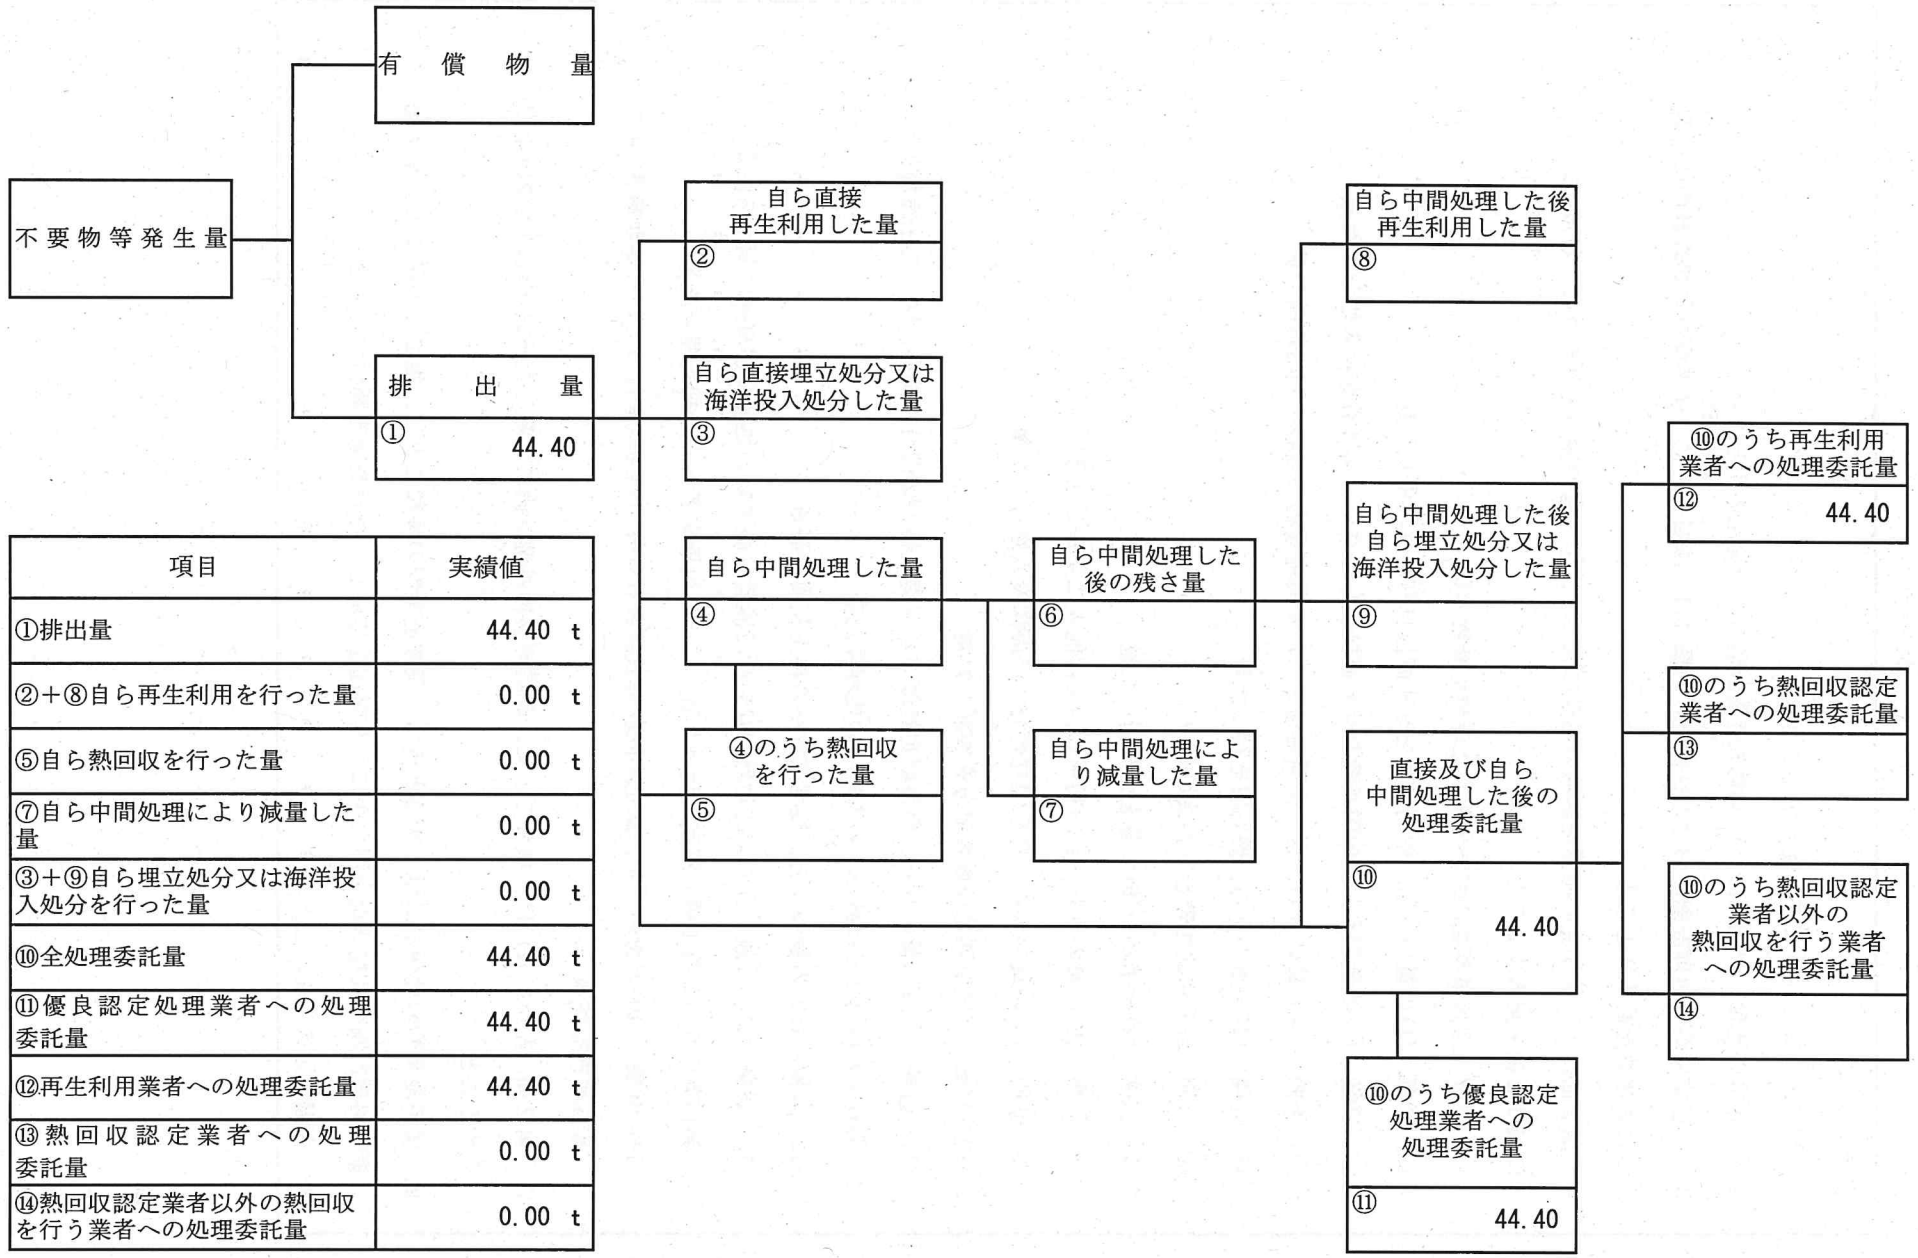 有償物量
不要物等発生量
排出量
① 44.40
自ら直接
再生利用した量
②
自ら直接埋立処分又は
海洋投入処分した量
③
自ら中間処理した量
④
④のうち熱回収
を行った量
⑤
自ら中間処理した
後の残さ量
⑥
自ら中間処理によ
り減量した量
⑦
自ら中間処理した後
再生利用した量
⑧
自ら中間処理した後
自ら埋立処分又は
海洋投入処分した量
⑨
直接及び自ら
中間処理した後の
処理委託量
⑩
44.40
⑩のうち優良認定
処理業者への
処理委託量
⑪
44.40
⑩のうち再生利用
業者への処理委託量
⑫ 44.40
⑩のうち熱回収認定
業者への処理委託量
⑬
⑩のうち熱回収認定
業者以外の
熱回収を行う業者
への処理委託量
⑭
項目 実績値
①排出量 44.40 t
②+⑧自ら再生利用を行った量 0.00 t
⑤自ら熱回収を行った量 0.00 t
⑦自ら中間処理により減量した
量 0.00 t
③+⑨自ら埋立処分又は海洋投
入処分を行った量 0.00 t
⑩全処理委託量 44.40 t
⑪優良認定処理業者への処理
委託量 44.40 t
⑫再生利用業者への処理委託量 44.40 t
⑬熱回収認定業者への処理
委託量 0.00 t
⑭熱回収認定業者以外の熱回収
を行う業者への処理委託量 0.00 t